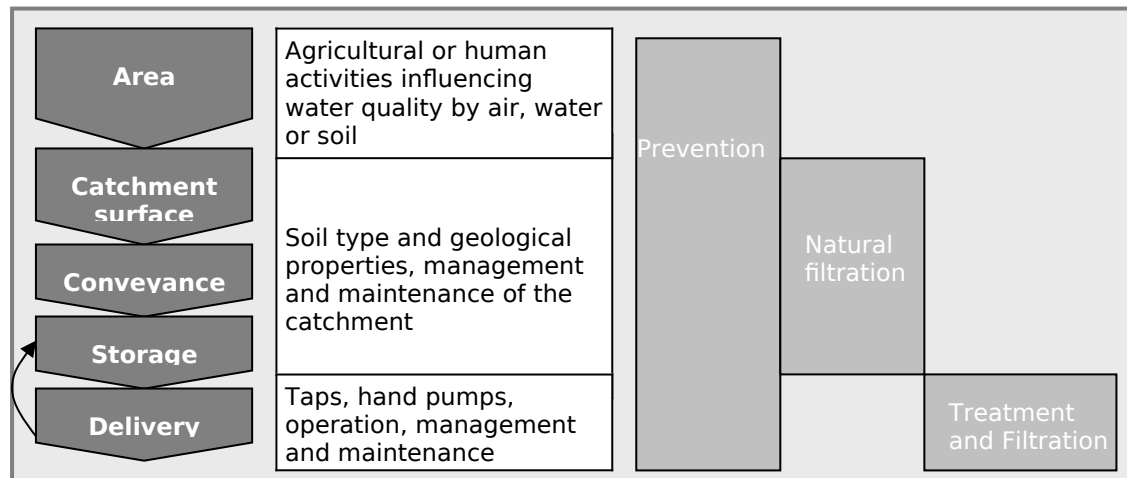 Area
Agricultural or human
activities influencing
water quality by air, water
or soil
Catchment
surface
Conveyance
Storage
Soil type and geological
properties, management
and maintenance of the
catchment
Delivery
Taps, hand pumps,
operation, management
and maintenance
Prevention
Natural
filtration
Treatment
and Filtration